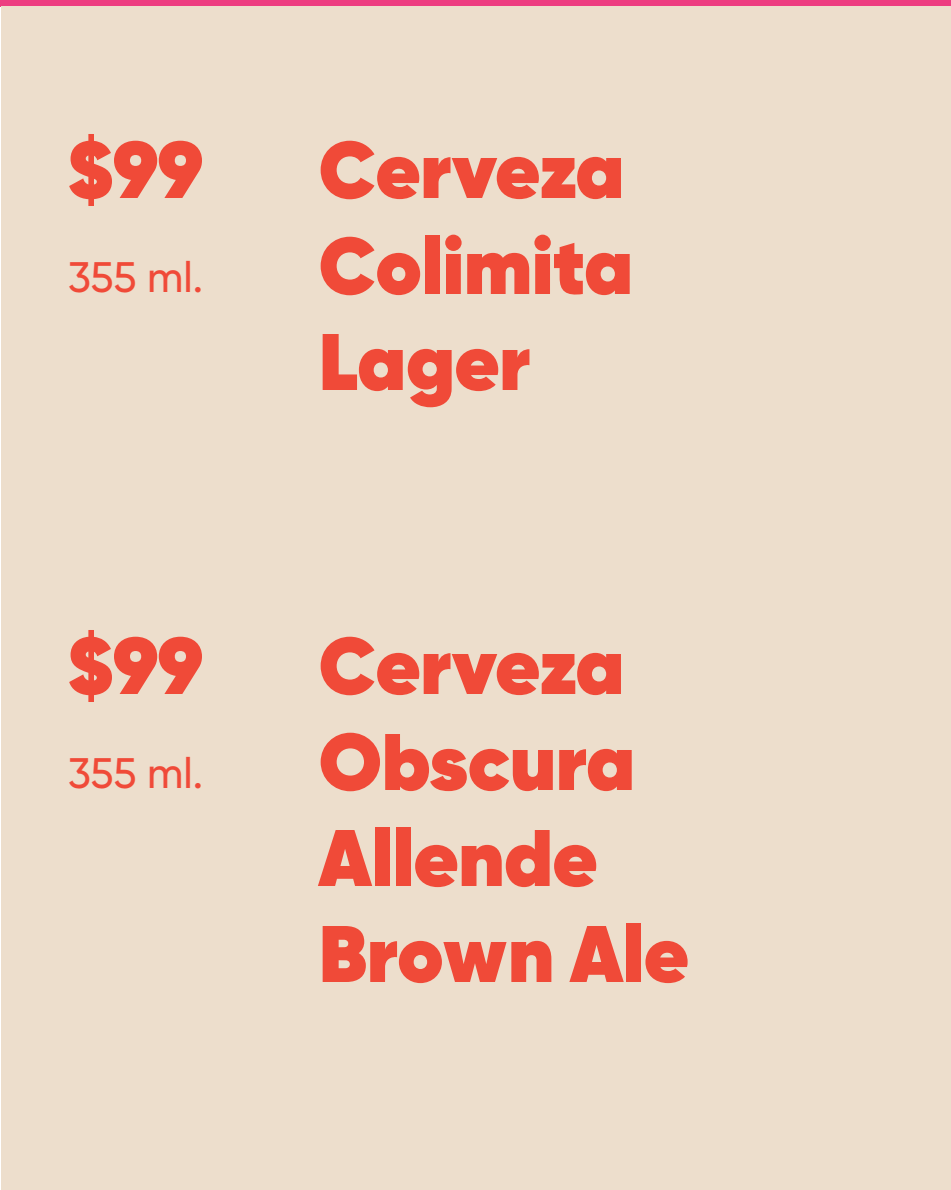 $99
355 ml.
Cerveza
Colimita
Lager
$99
355 ml.
Cerveza
Obscura
Allende
Brown Ale